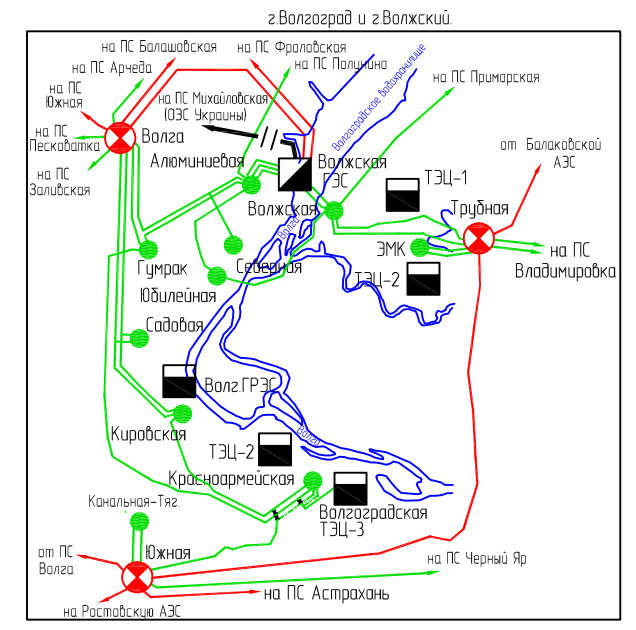 г.Волгоград и г.Волжский.
на ПС Балашовская
на ПС Фроловская
на ПС Арчеда
на ПС Полунино
на ПС
Южная
на ПС Михайловская
(ОЭС Украины)
Волгоградское водохранилище
на ПС Приморская
на ПС
Песковатка
Волга
Алюминиевая
Волжская
ГЭС
от Балаковской
АЭС
на ПС
Заливская
ТЭЦ-1
Волжская
Трубная
Волга
ЭМК
на ПС
Владимировка
Гумрак
Северная
ТЭЦ-2
Юбилейная
Садовая
Волг.ГРЭС
Кировская
Волга
ТЭЦ-2
Красноармейская
Канальная-Тяг.
Волгоградская
ТЭЦ-3
от ПС
Волга
Южная
на ПС Черный Яр
на ПС Астрахань
на Ростовскую АЭС